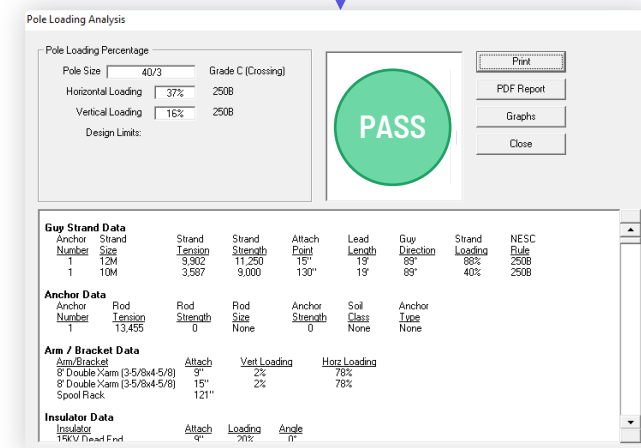 Pole Loading Analysis
Pole Loading Percentage
Pole Size 40/3 Grade C (Crossing)
Horizontal Loading 37% 250B
Vertical Loading 16% 250B
Design Limits:
PASS
Print
PDF Report
Graphs
Close
Guy Strand Data
Anchor Strand Strand Strand Attach Lead Guy Strand NESC
Number Size Tension Strength Point Length Direction Loading Rule
1 12M 9,902 11,250 15" 19' 89° 88% 250B
1 10M 3,587 9,000 130" 19' 89° 40% 250B
Anchor Data
Anchor Rod Rod Rod Anchor Soil Anchor
Number Tension Strength Size Strength Class Type
1 13,455 0 None 0 None None
Arm / Bracket Data
Arm/Bracket Attach Vert Loading Horz Loading
8' Double Xarm (3-5/8x4-5/8) 9" 2% 78%
8' Double Xarm (3-5/8x4-5/8) 15" 2% 78%
Spool Rack 121"
Insulator Data
Insulator Attach Loading Angle
15KV Dead End 9" 20% 0°